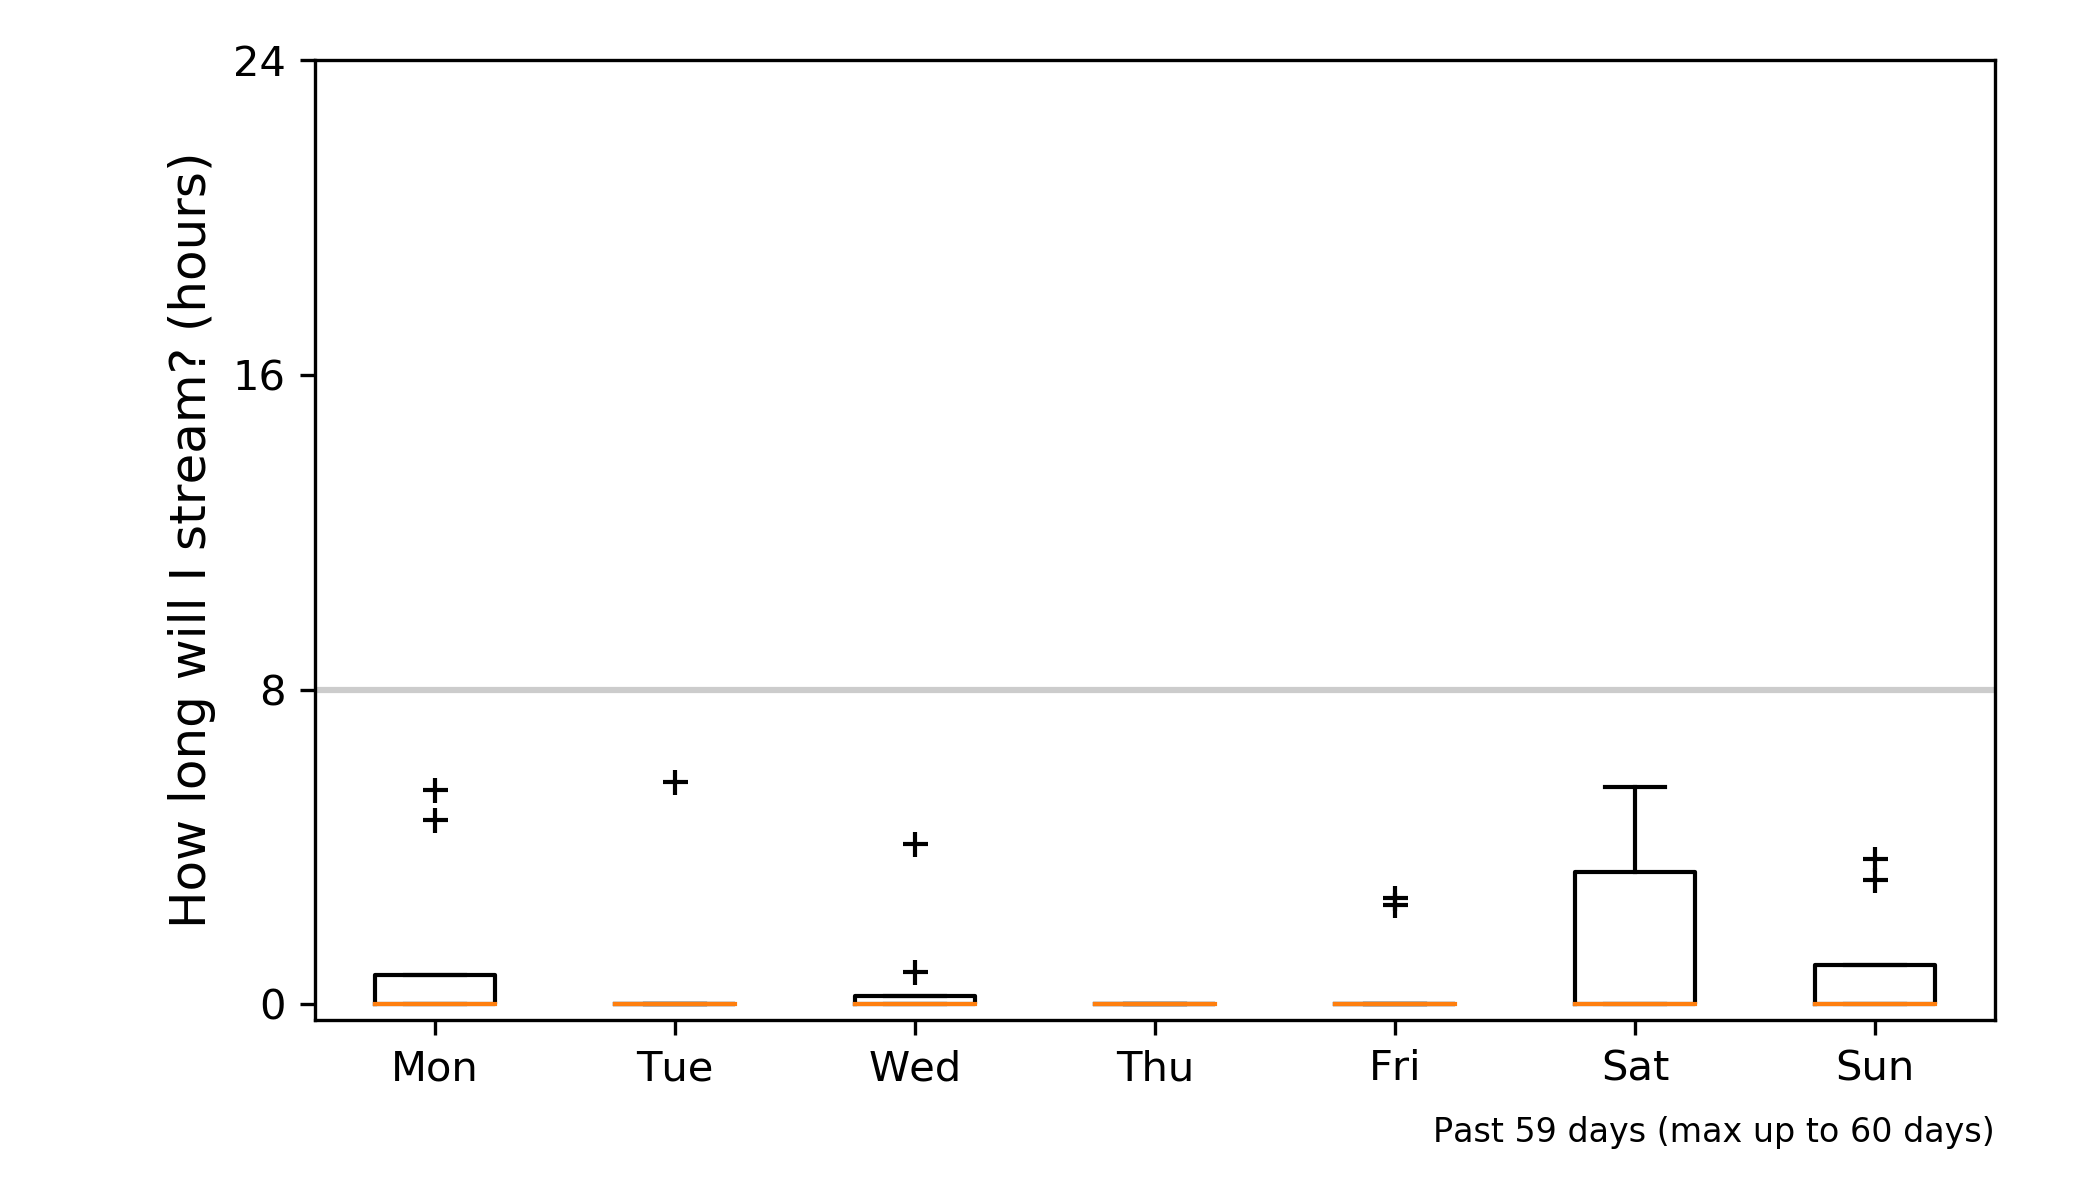 How long will I stream? (hours)
24
16
8
0
Mon Tue Wed Thu Fri Sat Sun
Past 59 days (max up to 60 days)